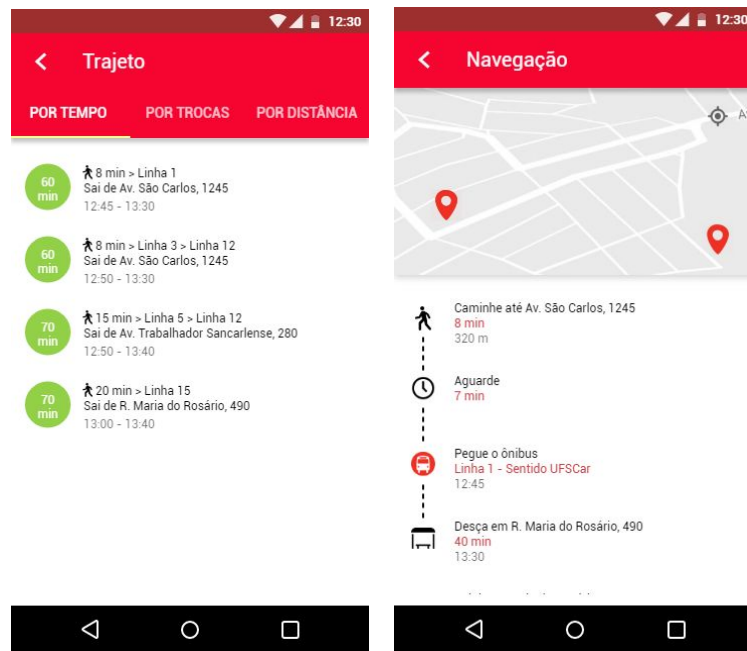 12:30
Trajeto
POR TEMPO POR TROCAS POR DISTÂNCIA
60
min
8 min > Linha 1
Sai de Av. São Carlos, 1245
12:45 - 13:30
60
min
8 min > Linha 3 > Linha 12
Sai de Av. São Carlos, 1245
12:50 - 13:30
70
min
15 min > Linha 5 > Linha 12
Sai de Av. Trabalhador Sancarlense, 280
12:50 - 13:40
70
min
20 min > Linha 15
Sai de R. Maria do Rosário, 490
13:00 - 13:40
12:30
Navegação
Caminhe até Av. São Carlos, 1245
8 min
320 m
Aguarde
7 min
Pegue o ônibus
Linha 1 - Sentido UFSCar
12:45
Desça em R. Maria do Rosário, 490
40 min
13:30